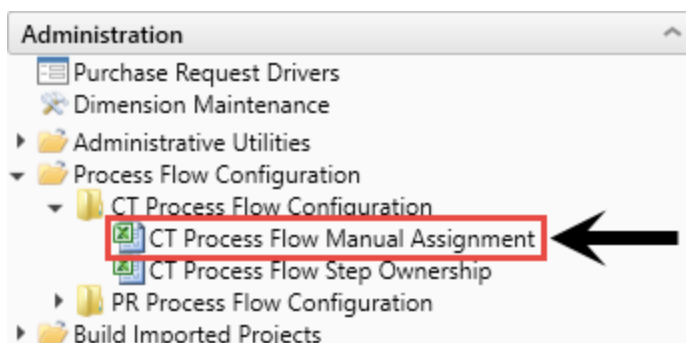 Administration
Purchase Request Drivers
Dimension Maintenance
Administrative Utilities
Process Flow Configuration
CT Process Flow Configuration
CT Process Flow Manual Assignment
CT Process Flow Step Ownership
PR Process Flow Configuration
Build Imported Projects